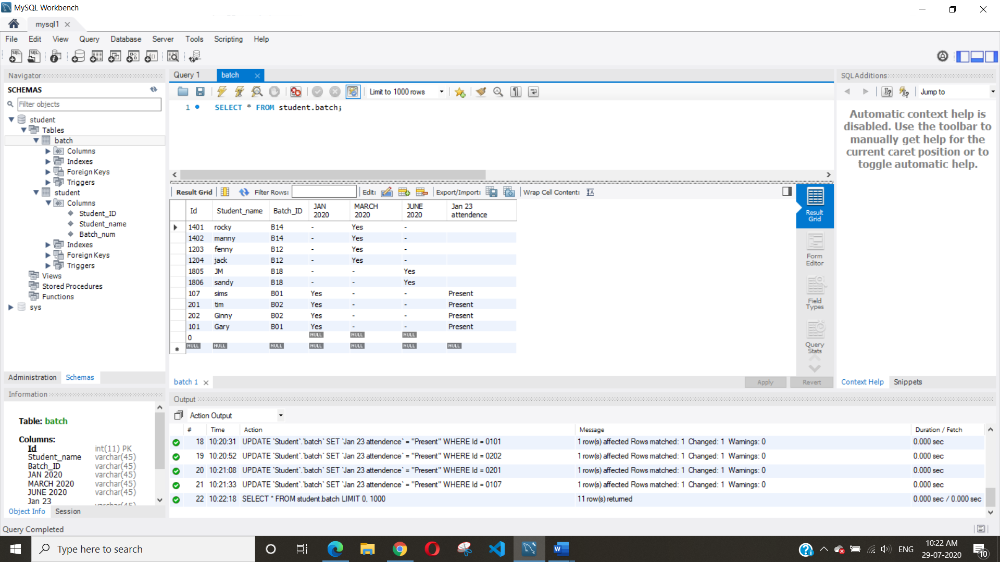 MySQL Workbench
mysql1
File Edit View Query Database Server Tools Scripting Help
Navigator
SCHEMAS
Filter objects
student
Tables
batch
Columns
Indexes
Foreign Keys
Triggers
student
Columns
Student_ID
Student_name
Batch_num
Indexes
Foreign Keys
Triggers
Views
Stored Procedures
Functions
sys
Administration Schemas
Information
Table: batch
Columns:
Id int(11) PK
Student_name varchar(45)
Batch_ID varchar(45)
JAN 2020 varchar(45)
MARCH 2020 varchar(45)
JUNE 2020 varchar(45)
Jan 23 varchar(45)
Object Info Session
Query 1 batch
Limit to 1000 rows
1 SELECT * FROM student.batch;
Result Grid Filter Rows: Edit: Export/Import: Wrap Cell Content:
Id Student_name Batch_ID JAN 2020 MARCH 2020 JUNE 2020 Jan 23 attendence
1401 rocky B14 - Yes -
1402 manny B14 - Yes -
1203 fenny B12 - Yes -
1204 jack B12 - Yes -
1805 JM B18 - - Yes
1806 sandy B18 - - Yes
107 sims B01 Yes - - Present
201 tim B02 Yes - - Present
202 Ginny B02 Yes - - Present
101 Gary B01 Yes - - Present
0 NULL NULL NULL
NULL NULL NULL NULL NULL NULL NULL
Result Grid
Form Editor
Field Types
Query Stats
batch 1
Apply Revert
SQLAdditions
Jump to
Automatic context help is
disabled. Use the toolbar to
manually get help for the
current caret position or to
toggle automatic help.
Context Help Snippets
Output
Action Output
# Time Action Message Duration / Fetch
18 10:20:31 UPDATE `Student`.`batch` SET `Jan 23 attendence` = "Present" WHERE Id = 0101 1 row(s) affected Rows matched: 1 Changed: 1 Warnings: 0 0.000 sec
19 10:20:52 UPDATE `Student`.`batch` SET `Jan 23 attendence` = "Present" WHERE Id = 0202 1 row(s) affected Rows matched: 1 Changed: 1 Warnings: 0 0.000 sec
20 10:21:08 UPDATE `Student`.`batch` SET `Jan 23 attendence` = "Present" WHERE Id = 0201 1 row(s) affected Rows matched: 1 Changed: 1 Warnings: 0 0.000 sec
21 10:21:33 UPDATE `Student`.`batch` SET `Jan 23 attendence` = "Present" WHERE Id = 0107 1 row(s) affected Rows matched: 1 Changed: 1 Warnings: 0 0.000 sec
22 10:22:18 SELECT * FROM student.batch LIMIT 0, 1000 11 row(s) returned 0.000 sec / 0.000 sec
Query Completed
Type here to search
ENG
10:22 AM
29-07-2020
10